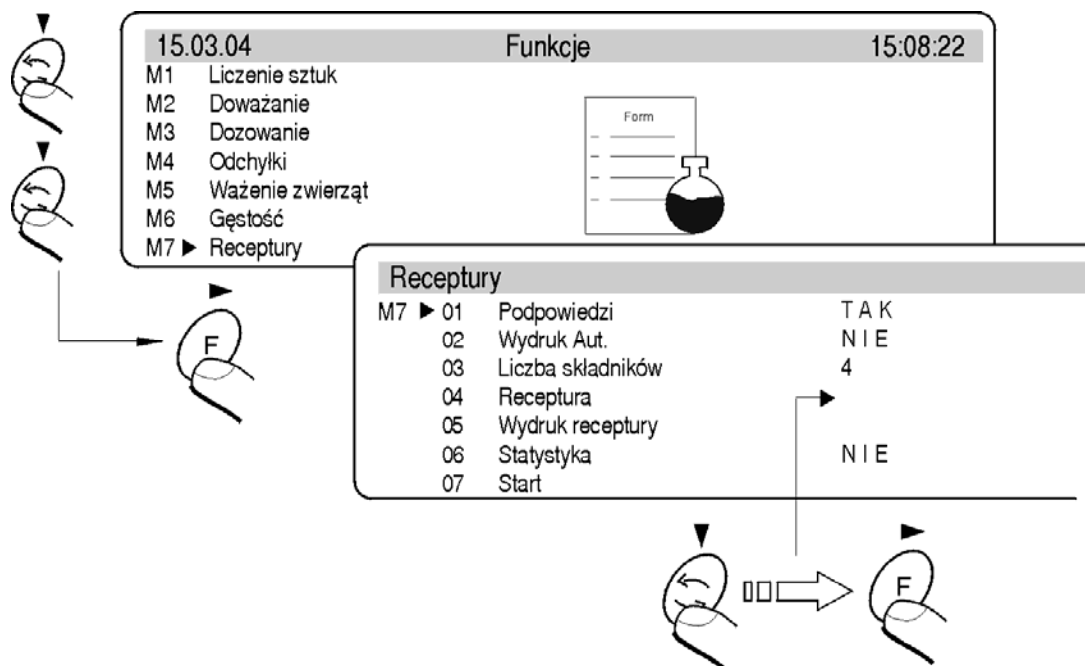 15.03.04 Funkcje 15:08:22
M1 Liczenie sztuk
M2 Doważanie
M3 Dozowanie
M4 Odchyłki
M5 Ważenie zwierząt
M6 Gęstość
M7 ► Receptury
Form
F
Receptury
M7 ► 01 Podpowiedzi TAK
02 Wydruk Aut. NIE
03 Liczba składników 4
04 Receptura
05 Wydruk receptury
06 Statystyka NIE
07 Start
F